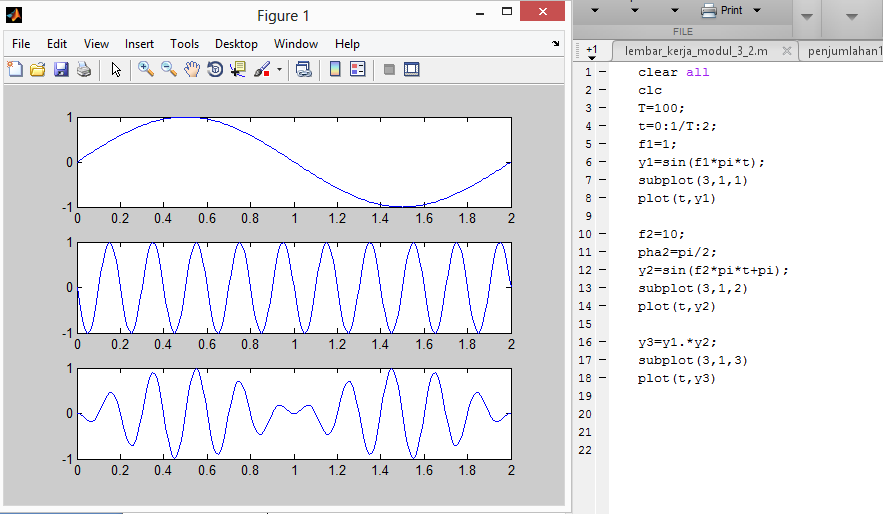 Figure 1
File Edit View Insert Tools Desktop Window Help
1
0
-1
0 0.2 0.4 0.6 0.8 1 1.2 1.4 1.6 1.8 2
1
0
-1
0 0.2 0.4 0.6 0.8 1 1.2 1.4 1.6 1.8 2
1
0
-1
0 0.2 0.4 0.6 0.8 1 1.2 1.4 1.6 1.8 2
Print
FILE
+1 lembar_kerja_modul_3_2.m penjumlahan1
1 clear all
2 clc
3 T=100;
4 t=0:1/T:2;
5 f1=1;
6 y1=sin(f1*pi*t);
7 subplot(3,1,1)
8 plot(t,y1)
9
10 f2=10;
11 pha2=pi/2;
12 y2=sin(f2*pi*t+pi);
13 subplot(3,1,2)
14 plot(t,y2)
15
16 y3=y1.*y2;
17 subplot(3,1,3)
18 plot(t,y3)
19
20
21
22